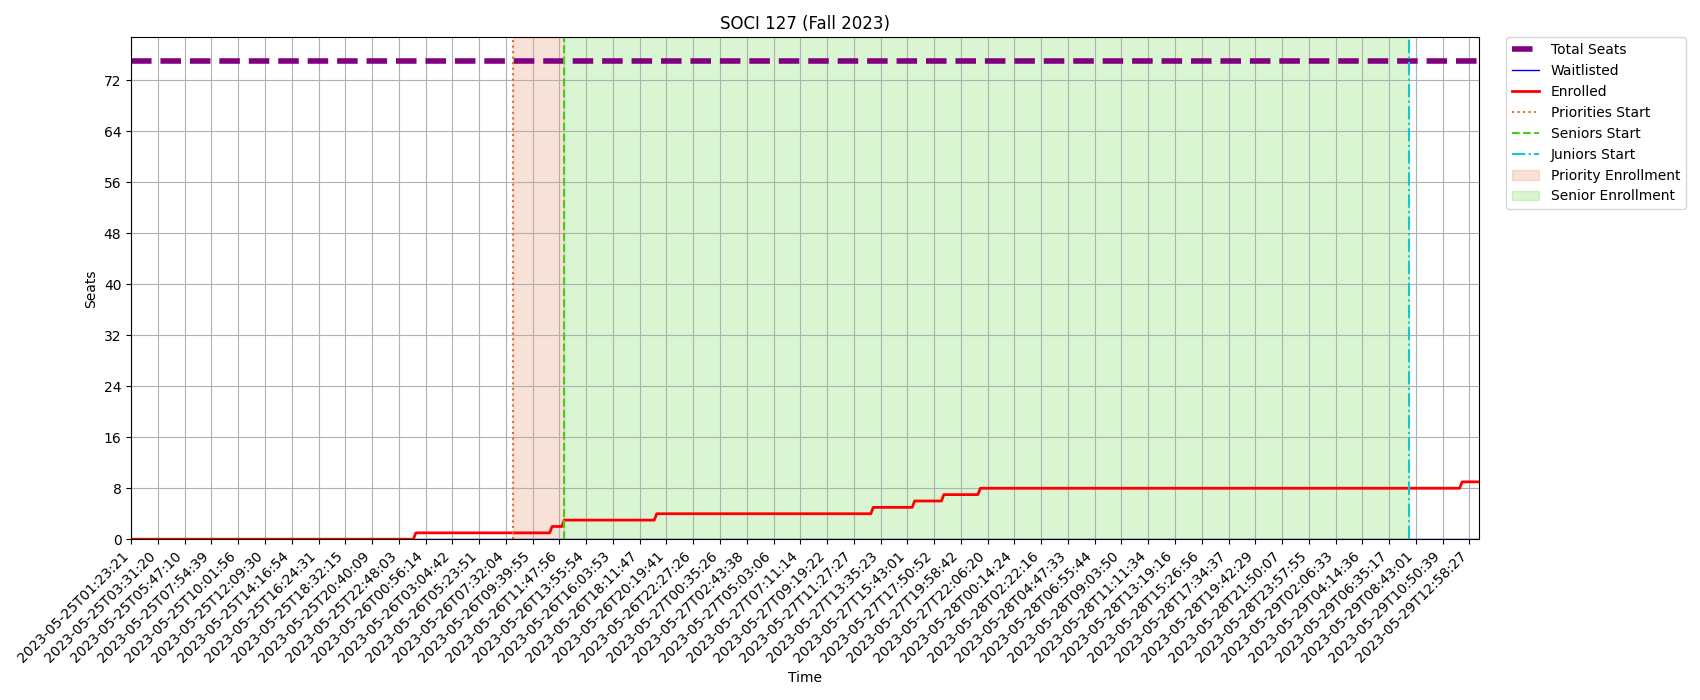 SOCI 127 (Fall 2023)
Total Seats
Waitlisted
Enrolled
Priorities Start
Seniors Start
Juniors Start
Priority Enrollment
Senior Enrollment
Seats
72
64
56
48
40
32
24
16
8
0
2023-05-25T01:23:21
2023-05-25T03:31:20
2023-05-25T05:47:10
2023-05-25T07:54:39
2023-05-25T10:01:56
2023-05-25T12:09:30
2023-05-25T14:16:54
2023-05-25T16:24:31
2023-05-25T18:32:15
2023-05-25T20:40:09
2023-05-25T22:48:03
2023-05-26T00:56:14
2023-05-26T03:04:42
2023-05-26T05:23:51
2023-05-26T07:32:04
2023-05-26T09:39:55
2023-05-26T11:47:56
2023-05-26T13:55:54
2023-05-26T16:03:53
2023-05-26T18:11:47
2023-05-26T20:19:41
2023-05-26T22:27:26
2023-05-27T00:35:26
2023-05-27T02:43:38
2023-05-27T05:03:06
2023-05-27T07:11:14
2023-05-27T09:19:22
2023-05-27T11:27:27
2023-05-27T13:35:23
2023-05-27T15:43:01
2023-05-27T17:50:52
2023-05-27T19:58:42
2023-05-27T22:06:20
2023-05-28T00:14:24
2023-05-28T02:22:16
2023-05-28T04:47:33
2023-05-28T06:55:44
2023-05-28T09:03:50
2023-05-28T11:11:34
2023-05-28T13:19:16
2023-05-28T15:26:56
2023-05-28T17:34:37
2023-05-28T19:42:29
2023-05-28T21:50:07
2023-05-28T23:57:55
2023-05-29T02:06:33
2023-05-29T04:14:36
2023-05-29T06:35:17
2023-05-29T08:43:01
2023-05-29T10:50:39
2023-05-29T12:58:27
Time